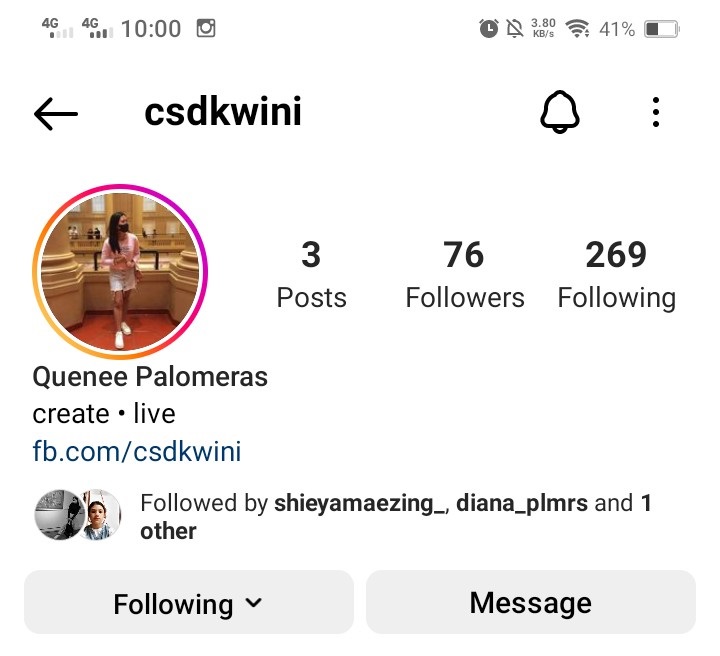 4G 4G 10:00 3.80 KB/s 41%
csdkwini
3 76 269
Posts Followers Following
Quenee Palomeras
create • live
fb.com/csdkwini
Followed by shieyamaezing_, diana_plmrs and 1
other
Following Message